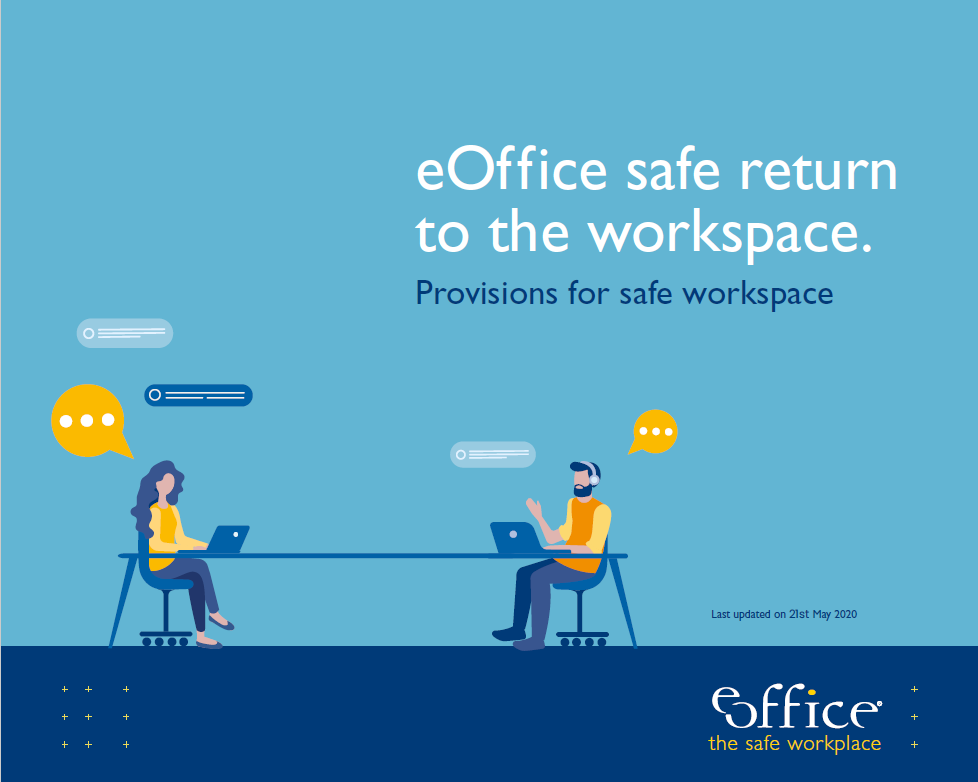 eOffice safe return
to the workspace.
Provisions for safe workspace
Last updated on 21st May 2020
eoffice®
the safe workplace